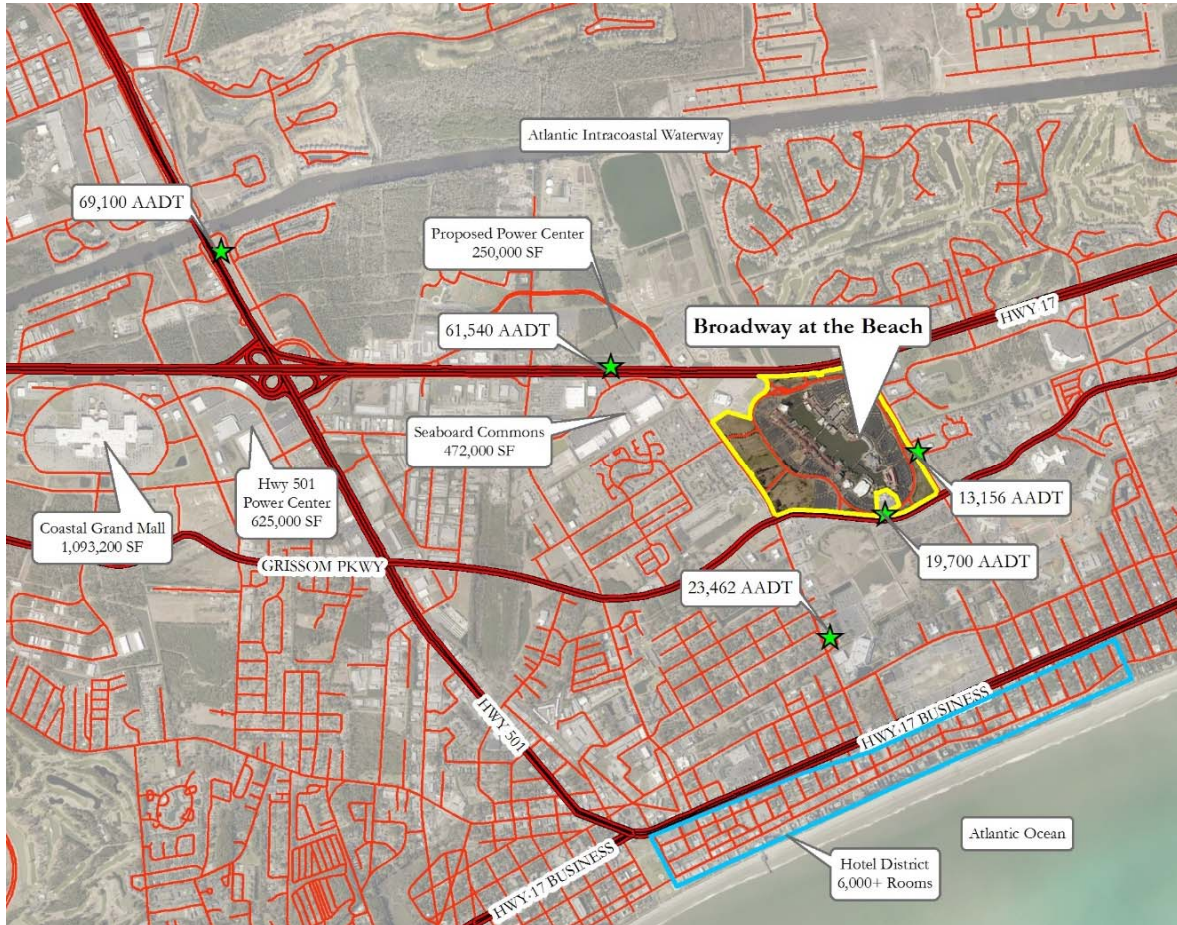 Atlantic Intracoastal Waterway
69,100 AADT
Proposed Power Center
250,000 SF
HWY 17
Broadway at the Beach
61,540 AADT
Seaboard Commons
472,000 SF
Hwy 501
Power Center
625,000 SF
13,156 AADT
Coastal Grand Mall
1,093,200 SF
GRISSOM PKWY
19,700 AADT
23,462 AADT
HWY 501
HWY 17 BUSINESS
Atlantic Ocean
Hotel District
6,000+ Rooms
HWY 17 BUSINESS